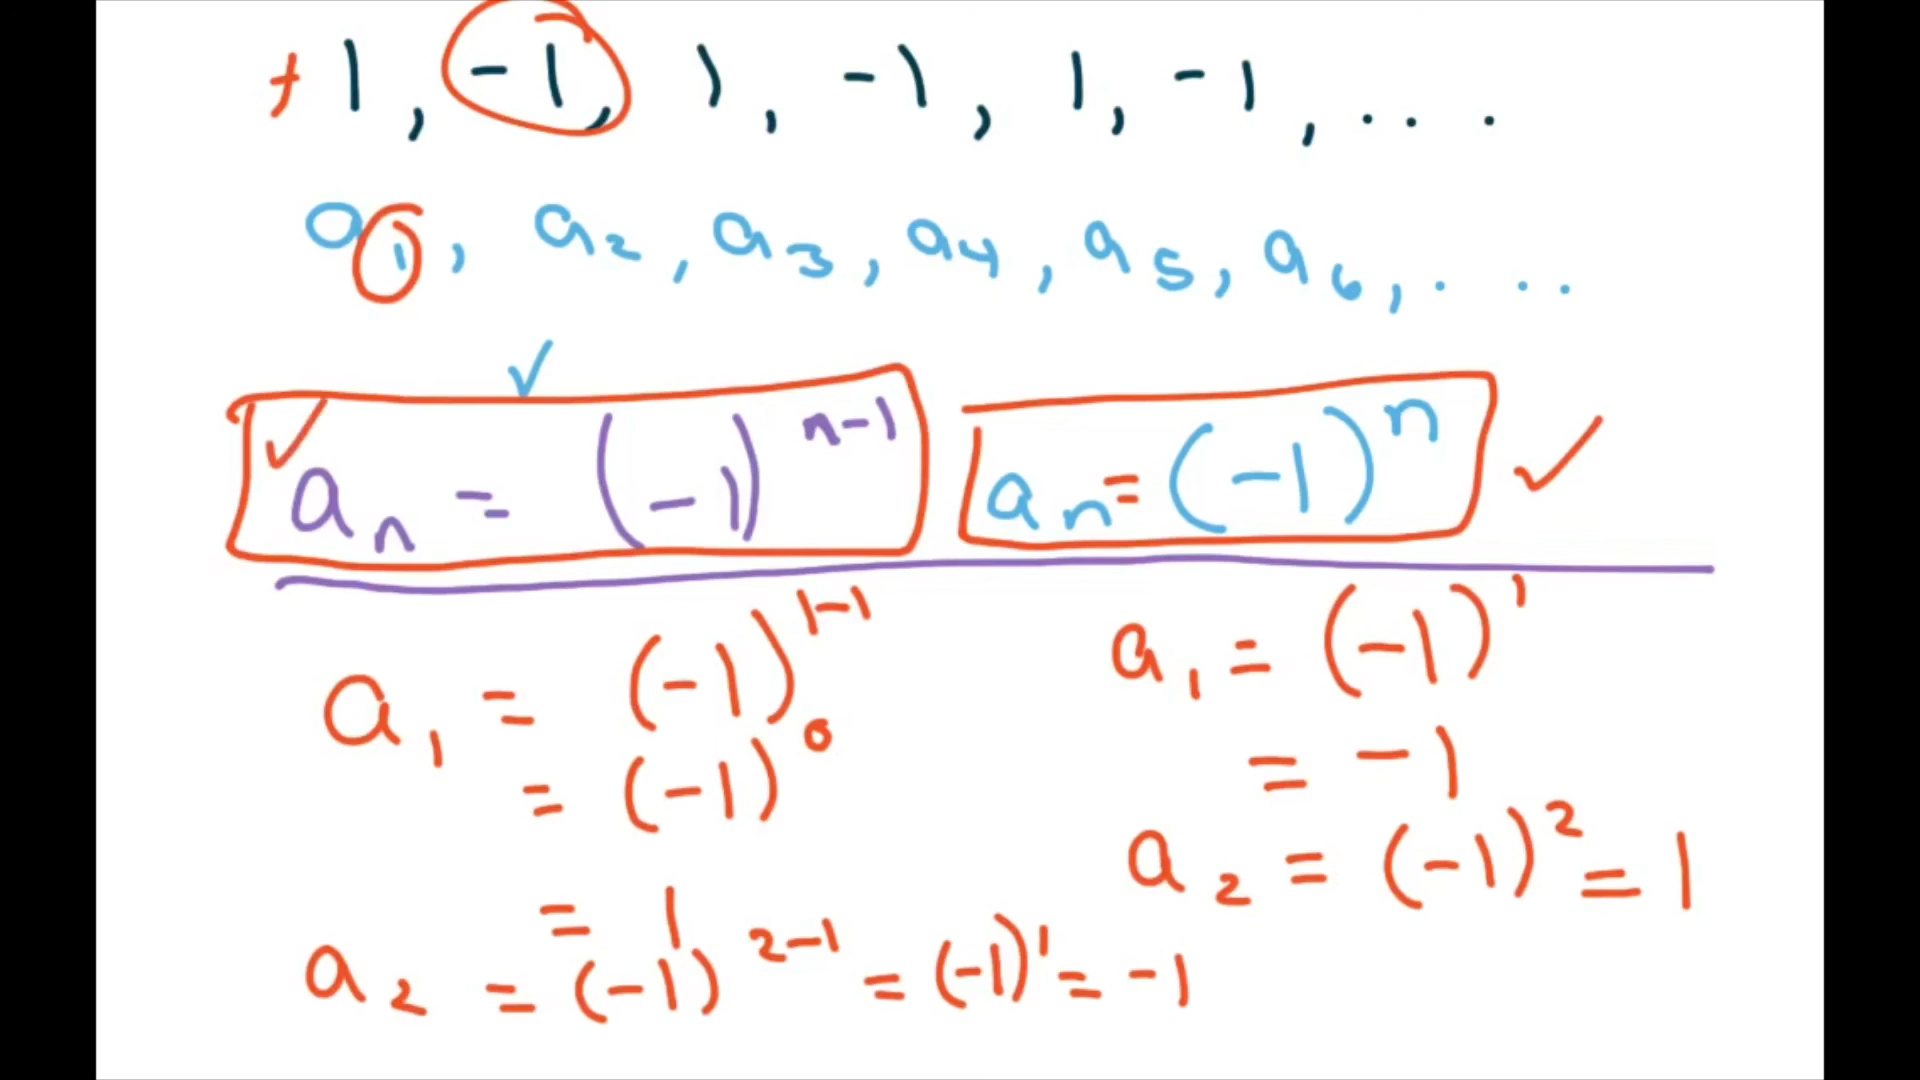 +1, -1, 1, -1, 1, -1, . . .
a₁, a₂, a₃, a₄, a₅, a₆, . . .
✓
✓ aₙ = (-1)ⁿ⁻¹ aₙ = (-1)ⁿ ✓
a₁ = (-1)¹⁻¹ a₁ = (-1)¹
= (-1)⁰ = -1
= 1 a₂ = (-1)² = 1
a₂ = (-1)²⁻¹ = (-1)¹ = -1